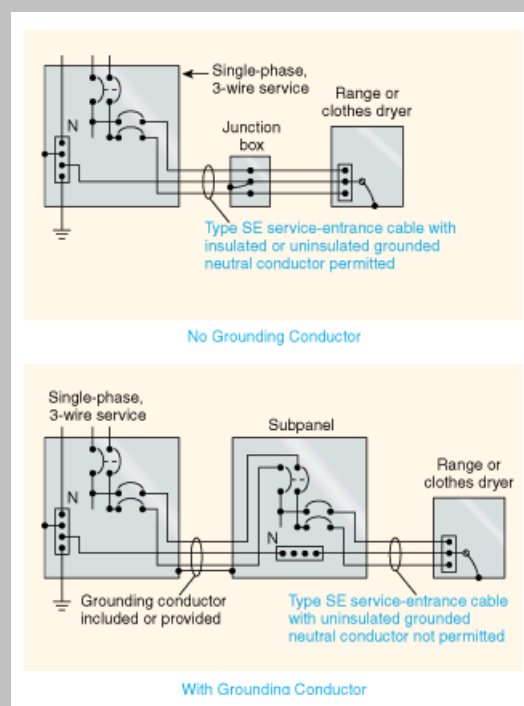 Single-phase,
3-wire service
Range or
clothes dryer
Junction
box
N
Type SE service-entrance cable with
insulated or uninsulated grounded
neutral conductor permitted
No Grounding Conductor
Single-phase,
3-wire service
Subpanel
Range or
clothes dryer
N
N
Grounding conductor
included or provided
Type SE service-entrance cable
with uninsulated grounded
neutral conductor not permitted
With Grounding Conductor